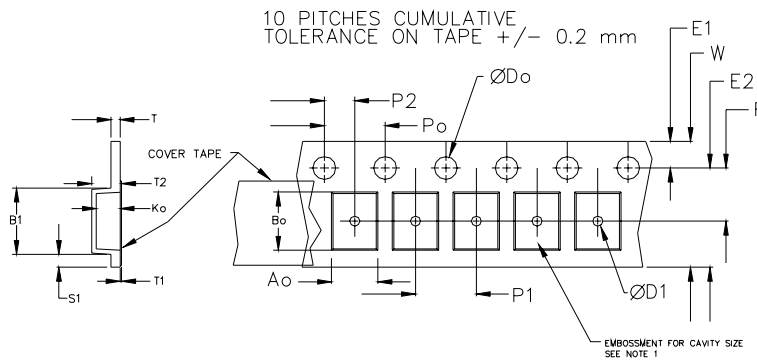 10 PITCHES CUMULATIVE
TOLERANCE ON TAPE +/- 0.2 mm
E1
W
E2
F
ØDo
P2
Po
T
COVER TAPE
T2
Ko
B1
Bo
S1
T1
Ao
P1
ØD1
EMBOSSMENT FOR CAVITY SIZE
SEE NOTE 1